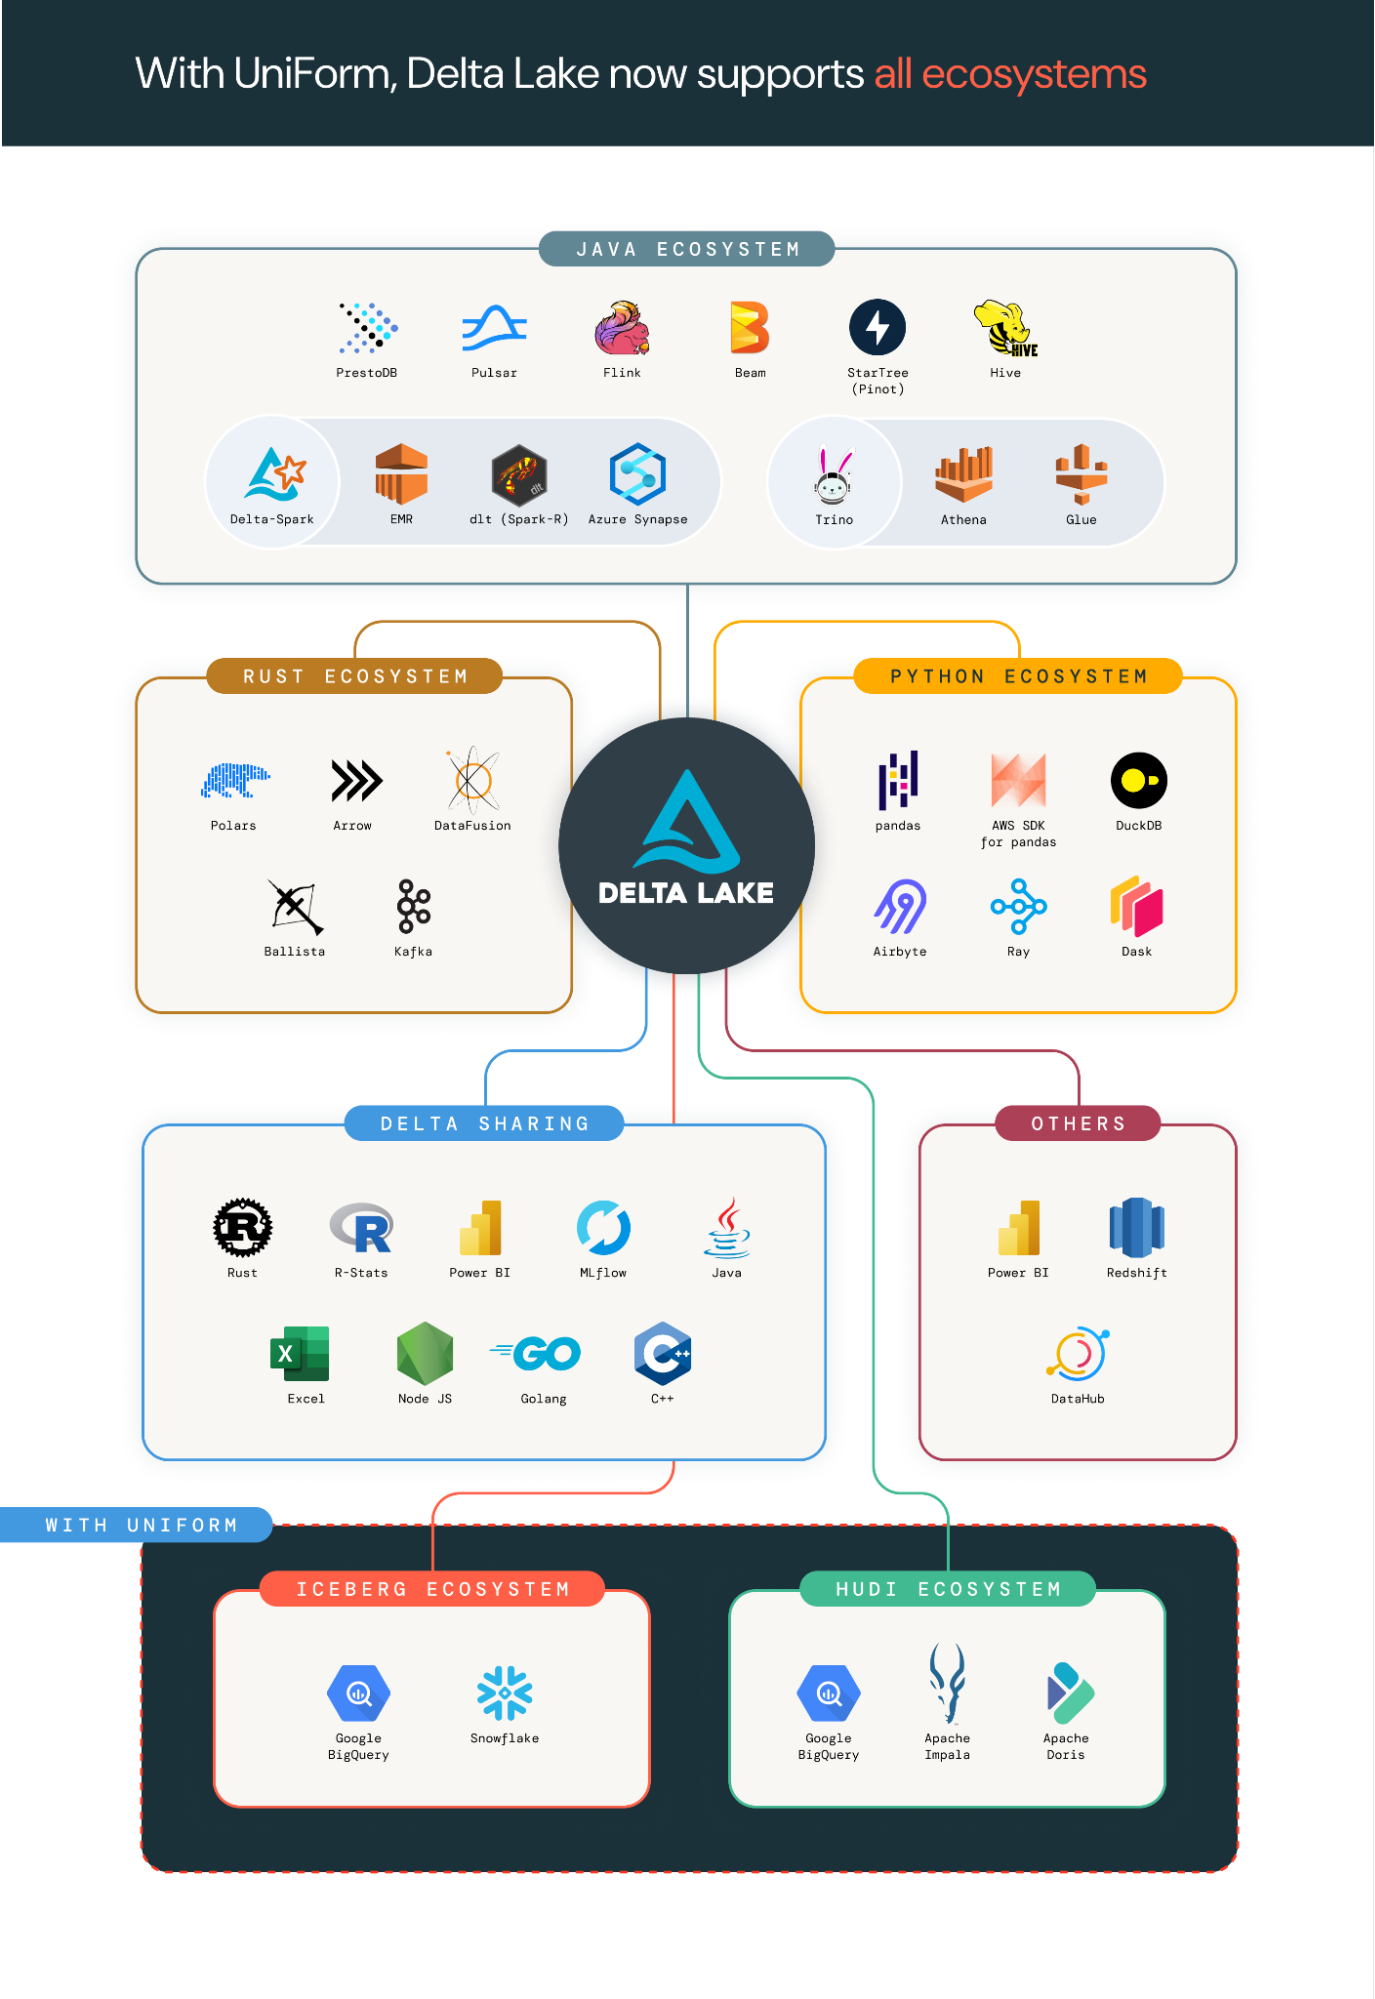 With UniForm, Delta Lake now supports all ecosystems
JAVA ECOSYSTEM
PrestoDB
Pulsar
Flink
Beam
StarTree
(Pinot)
HIVE
Hive
Delta-Spark
EMR
dlt
dlt (Spark-R)
Azure Synapse
Trino
Athena
Glue
RUST ECOSYSTEM
Polars
Arrow
DataFusion
Ballista
Kafka
DELTA LAKE
PYTHON ECOSYSTEM
pandas
AWS SDK
for pandas
DuckDB
Airbyte
Ray
Dask
DELTA SHARING
R
Rust
R
R-Stats
Power BI
MLflow
Java
X
Excel
Node JS
GO
Golang
C++
C++
OTHERS
Power BI
Redshift
DataHub
WITH UNIFORM
ICEBERG ECOSYSTEM
Google
BigQuery
Snowflake
HUDI ECOSYSTEM
Google
BigQuery
Apache
Impala
Apache
Doris